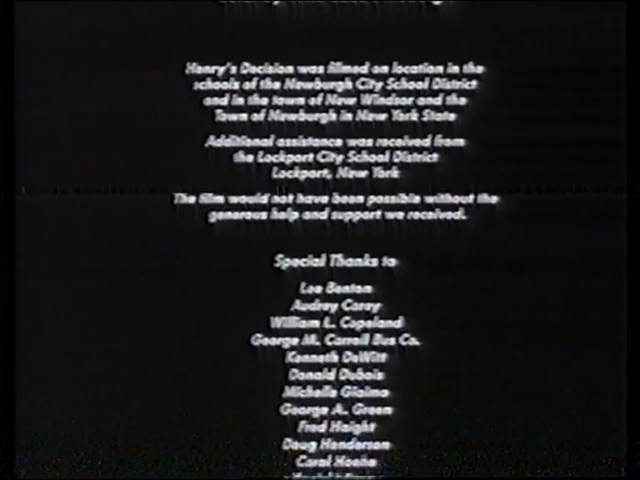 Henry's Decision was filmed on location in the
schools of the Newburgh City School District
and in the town of New Windsor and the
Town of Newburgh in New York State
Additional assistance was received from
the Lockport City School District
Lockport, New York
The film would not have been possible without the
generous help and support we received.
Special Thanks to
Lee Benton
Audrey Carey
William L. Copeland
George M. Carroll Bus Co.
Kenneth DeWitt
Donald Dubois
Michelle Giaimo
George A. Green
Fred Haight
Doug Henderson
Carol